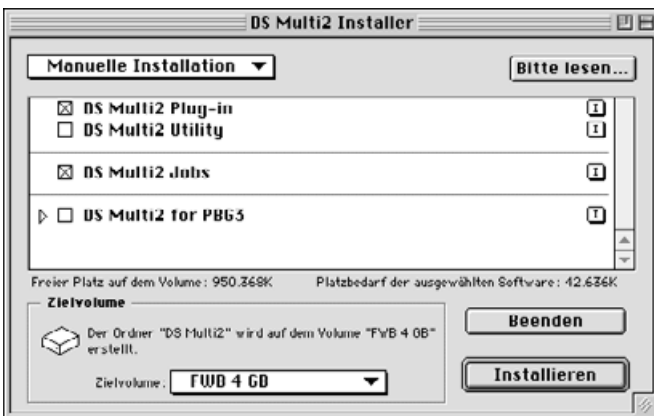 DS Multi2 Installer
Manuelle Installation
Bitte lesen...
DS Multi2 Plug-in
DS Multi2 Utility
DS Multi2 Jobs
DS Multi2 for PBG3
Freier Platz auf dem Volume: 950.368K Platzbedarf der ausgewählten Software: 42.636K
Zielvolume
Der Ordner "DS Multi2" wird auf dem Volume "FWB 4 GB"
erstellt.
Zielvolume: FWB 4 GB
Beenden
Installieren